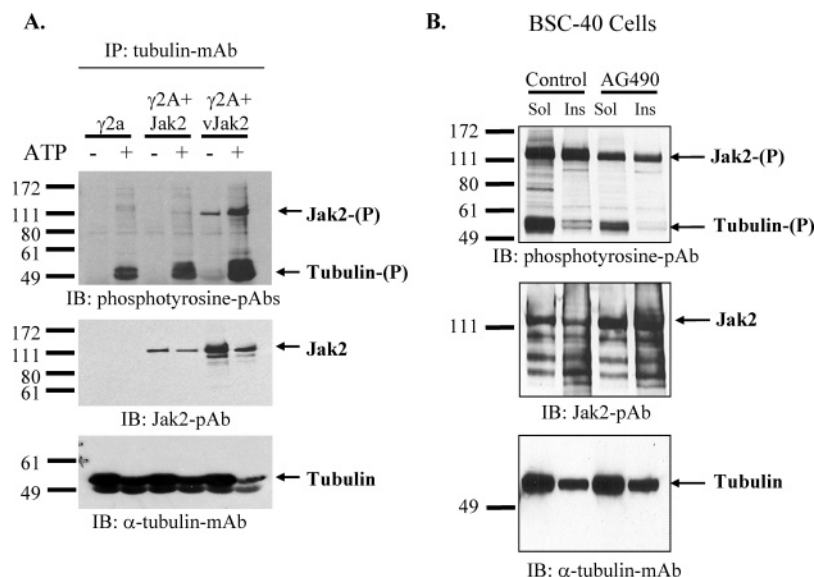 A.
IP: tubulin-mAb
γ2a
γ2A+
Jak2
γ2A+
vJak2
ATP - + - + - +
172
111
80
61
49
Jak2-(P)
Tubulin-(P)
IB: phosphotyrosine-pAbs
172
111
80
61
Jak2
IB: Jak2-pAb
61
49
Tubulin
IB: α-tubulin-mAb
B.
BSC-40 Cells
Control AG490
Sol Ins Sol Ins
172
111
80
61
49
Jak2-(P)
Tubulin-(P)
IB: phosphotyrosine-pAb
111
Jak2
IB: Jak2-pAb
49
Tubulin
IB: α-tubulin-mAb